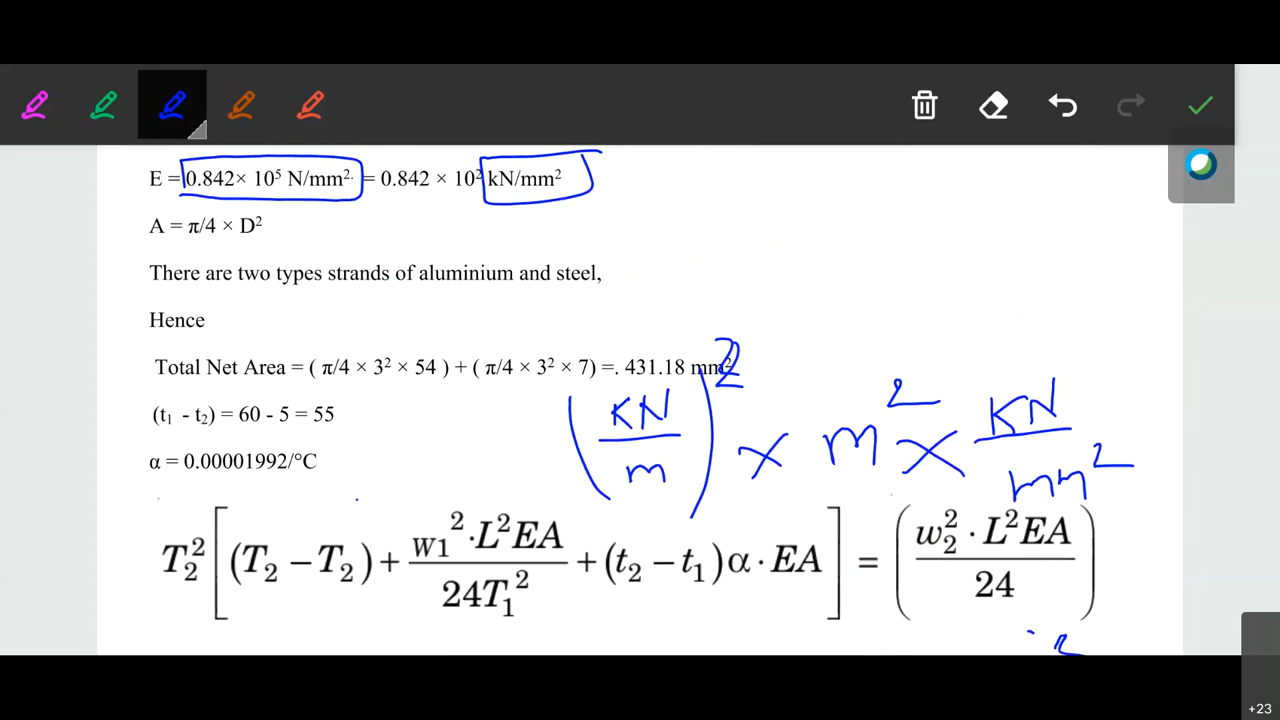 E = 0.842× 10⁵ N/mm². = 0.842 × 10² kN/mm²
A = π/4 × D²
There are two types strands of aluminium and steel,
Hence
Total Net Area = ( π/4 × 3² × 54 ) + ( π/4 × 3² × 7) =. 431.18 mm²
(t₁ - t₂) = 60 - 5 = 55
(KN/m)² × m² × KN/mm²
α = 0.00001992/°C
T₂² [ (T₂ − T₂) + w₁² · L²EA / 24T₁² + (t₂ − t₁) α · EA ] = ( w₂² · L²EA / 24 )
2
+23